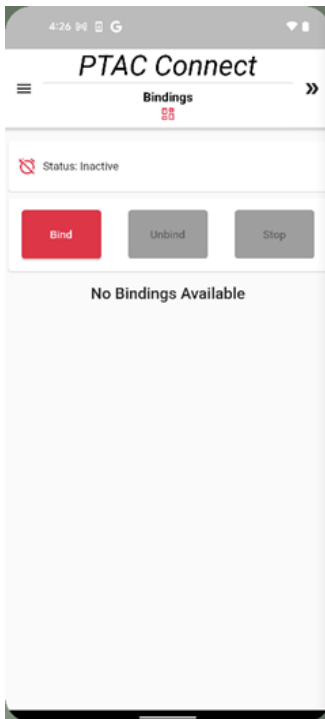 4:26 G
PTAC Connect
Bindings
Status: Inactive
Bind Unbind Stop
No Bindings Available